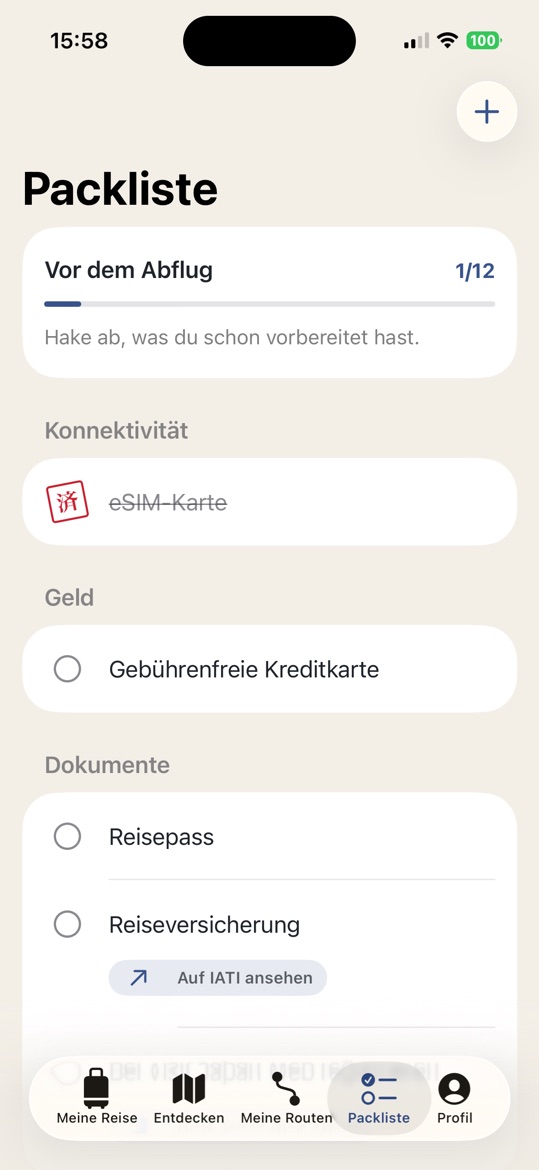 15:58
100
Packliste
Vor dem Abflug
1/12
Hake ab, was du schon vorbereitet hast.
Konnektivität
済
eSIM-Karte
Geld
Gebührenfreie Kreditkarte
Dokumente
Reisepass
Reiseversicherung
Auf IATI ansehen
Meine Reise
Entdecken
Meine Routen
Packliste
Profil